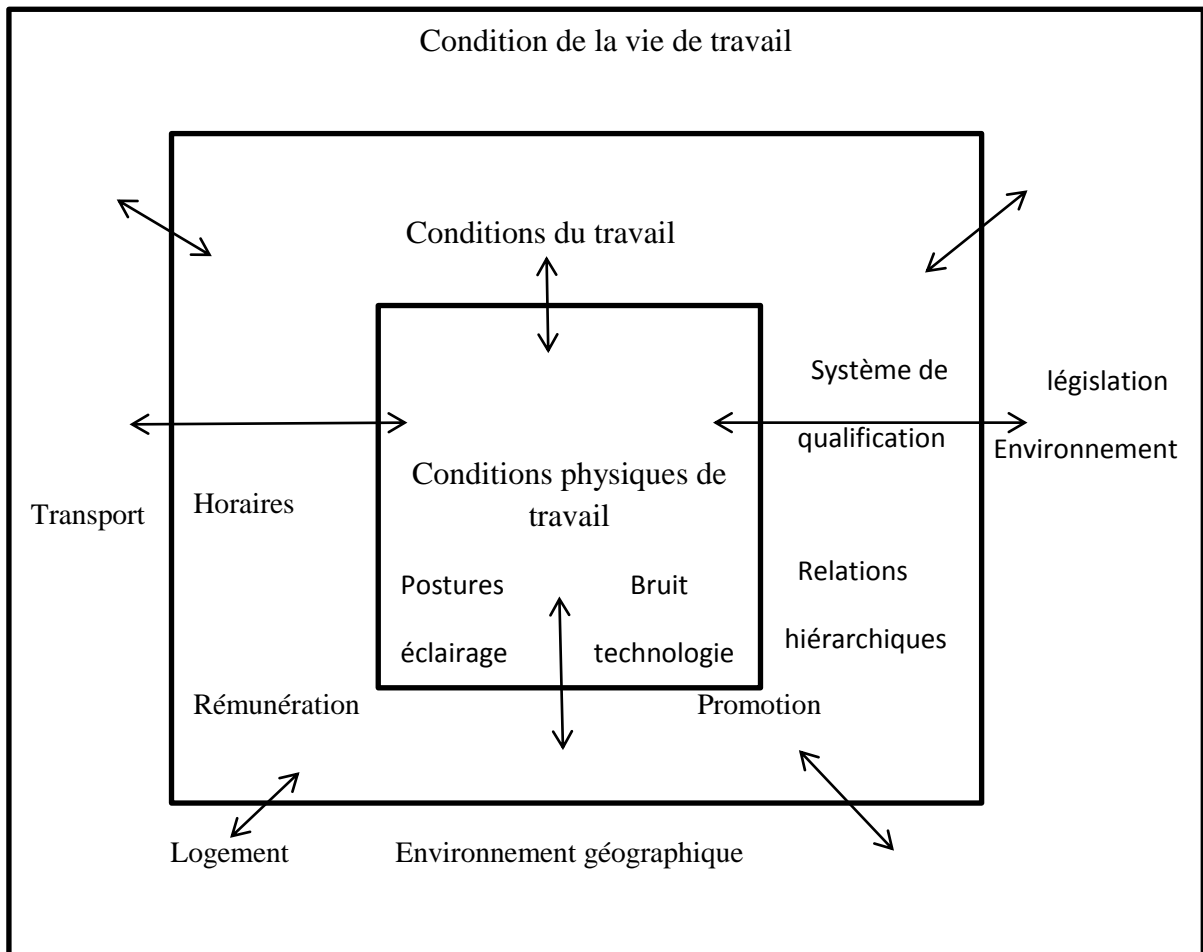 Condition de la vie de travail
Conditions du travail
Système de
qualification
législation
Environnement
Conditions physiques de
travail
Transport
Horaires
Postures
Bruit
éclairage
technologie
Relations
hiérarchiques
Rémunération
Promotion
Logement
Environnement géographique